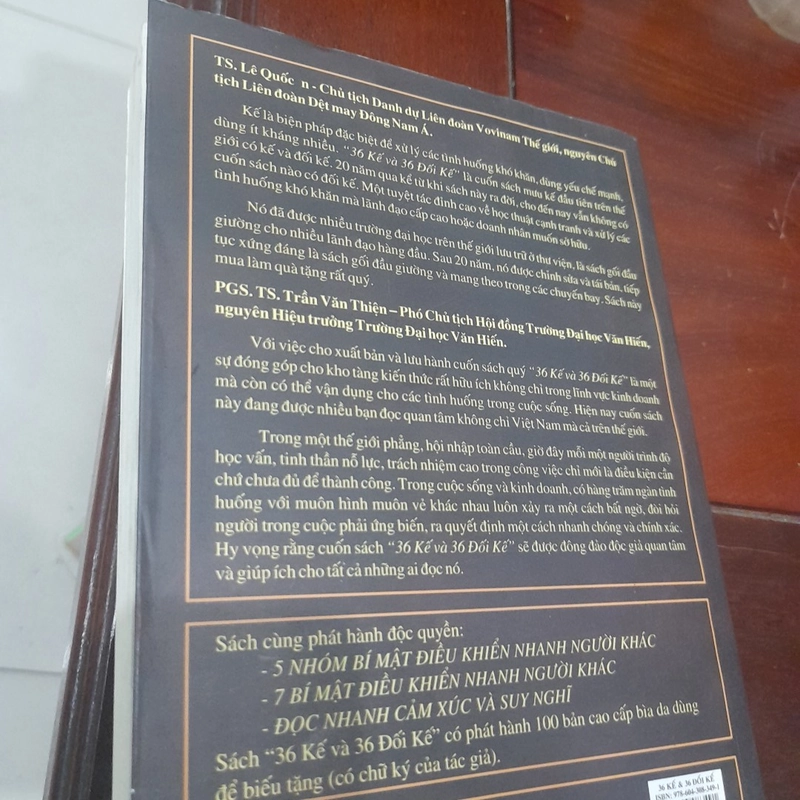 TS. Lê Quốc n - Chủ tịch Danh dự Liên đoàn Vovinam Thế giới, nguyên Chủ
tịch Liên đoàn Dệt may Đông Nam Á.
Kế là biện pháp đặc biệt để xử lý các tình huống khó khăn, dùng yếu chế mạnh,
dùng ít kháng nhiều. "36 Kế và 36 Đối Kế" là cuốn sách mưu kế đầu tiên trên thế
giới có kế và đối kế. 20 năm qua kể từ khi sách này ra đời, cho đến nay vẫn không có
cuốn sách nào có đối kế. Một tuyệt tác đỉnh cao về học thuật cạnh tranh và xử lý các
tình huống khó khăn mà lãnh đạo cấp cao hoặc doanh nhân muốn sở hữu.
Nó đã được nhiều trường đại học trên thế giới lưu trữ ở thư viện, là sách gối đầu
giường cho nhiều lãnh đạo hàng đầu. Sau 20 năm, nó được chỉnh sửa và tái bản, tiếp
tục xứng đáng là sách gối đầu giường và mang theo trong các chuyến bay. Sách này
mua làm quà tặng rất quý.
PGS. TS. Trần Văn Thiện – Phó Chủ tịch Hội đồng Trường Đại học Văn Hiến,
nguyên Hiệu trường Trường Đại học Văn Hiến.
Với việc cho xuất bản và lưu hành cuốn sách quý "36 Kế và 36 Đối Kế" là một
sự đóng góp cho kho tàng kiến thức rất hữu ích không chỉ trong lĩnh vực kinh doanh
mà còn có thể vận dụng cho các tình huống trong cuộc sống. Hiện nay cuốn sách
này đang được nhiều bạn đọc quan tâm không chỉ Việt Nam mà cả trên thế giới.
Trong một thế giới phẳng, hội nhập toàn cầu, giờ đây mỗi một người trình độ
học vấn, tinh thần nỗ lực, trách nhiệm cao trong công việc chỉ mới là điều kiện cần
chứ chưa đủ để thành công. Trong cuộc sống và kinh doanh, có hàng trăm ngàn tình
huống với muôn hình muôn vẻ khác nhau luôn xảy ra một cách bất ngờ, đòi hỏi
người trong cuộc phải ứng biến, ra quyết định một cách nhanh chóng và chính xác.
Hy vọng rằng cuốn sách "36 Kế và 36 Đối Kế" sẽ được đông đảo độc giả quan tâm
và giúp ích cho tất cả những ai đọc nó.
Sách cùng phát hành độc quyền:
- 5 NHÓM BÍ MẬT ĐIỀU KHIỂN NHANH NGƯỜI KHÁC
- 7 BÍ MẬT ĐIỀU KHIỂN NHANH NGƯỜI KHÁC
- ĐỌC NHANH CẢM XÚC VÀ SUY NGHĨ
Sách "36 Kế và 36 Đối Kế" có phát hành 100 bản cao cấp bìa da dùng
để biếu tặng (có chữ ký của tác giả).
36 KẾ & 36 ĐỐI KẾ
ISBN: 978-604-308-349-1